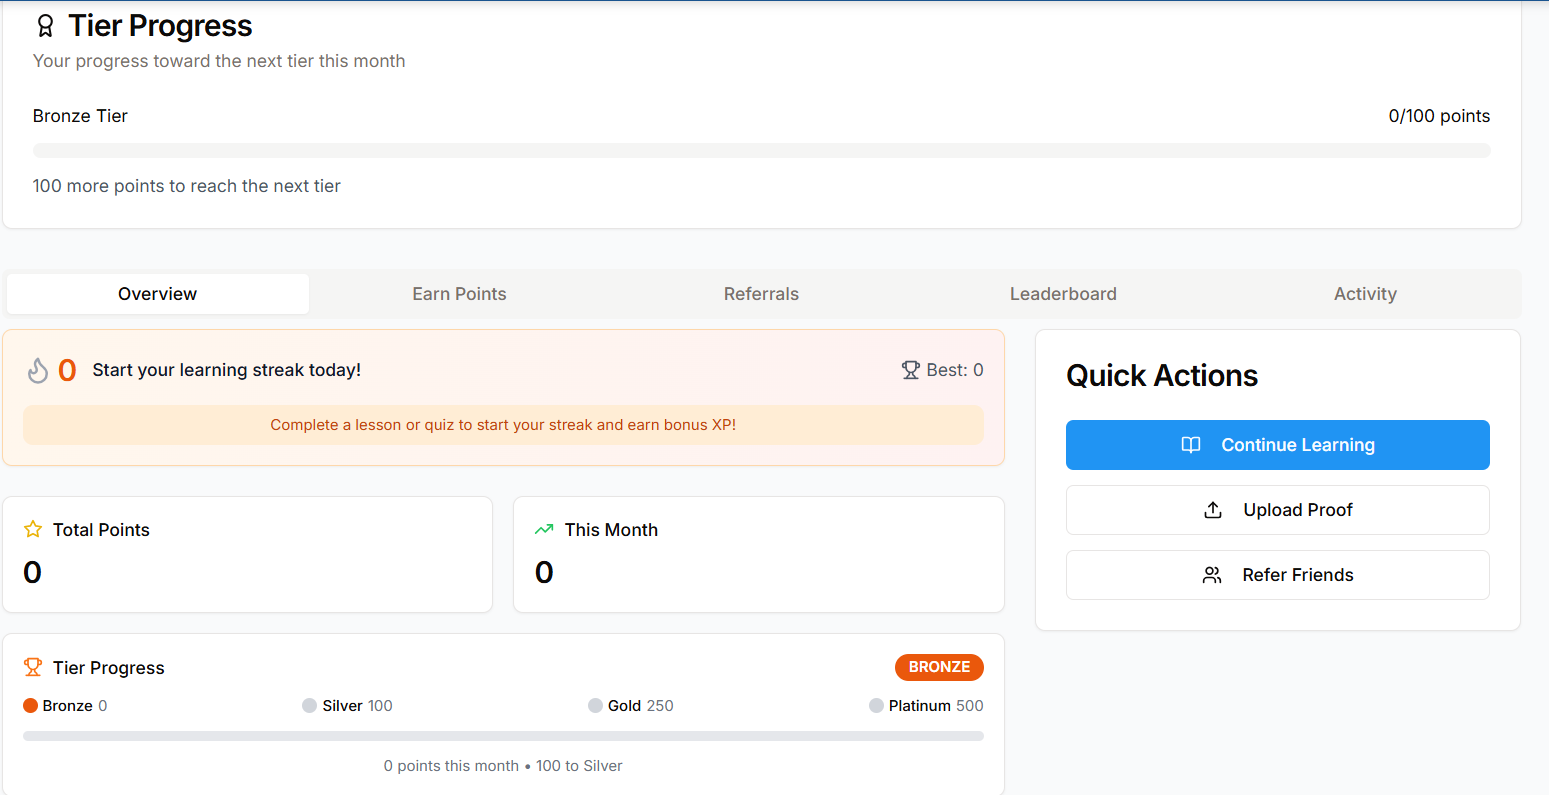 Tier Progress
Your progress toward the next tier this month
Bronze Tier
0/100 points
100 more points to reach the next tier
Overview
Earn Points
Referrals
Leaderboard
Activity
0 Start your learning streak today!
Best: 0
Complete a lesson or quiz to start your streak and earn bonus XP!
Total Points
0
This Month
0
Tier Progress
BRONZE
Bronze 0
Silver 100
Gold 250
Platinum 500
0 points this month • 100 to Silver
Quick Actions
Continue Learning
Upload Proof
Refer Friends